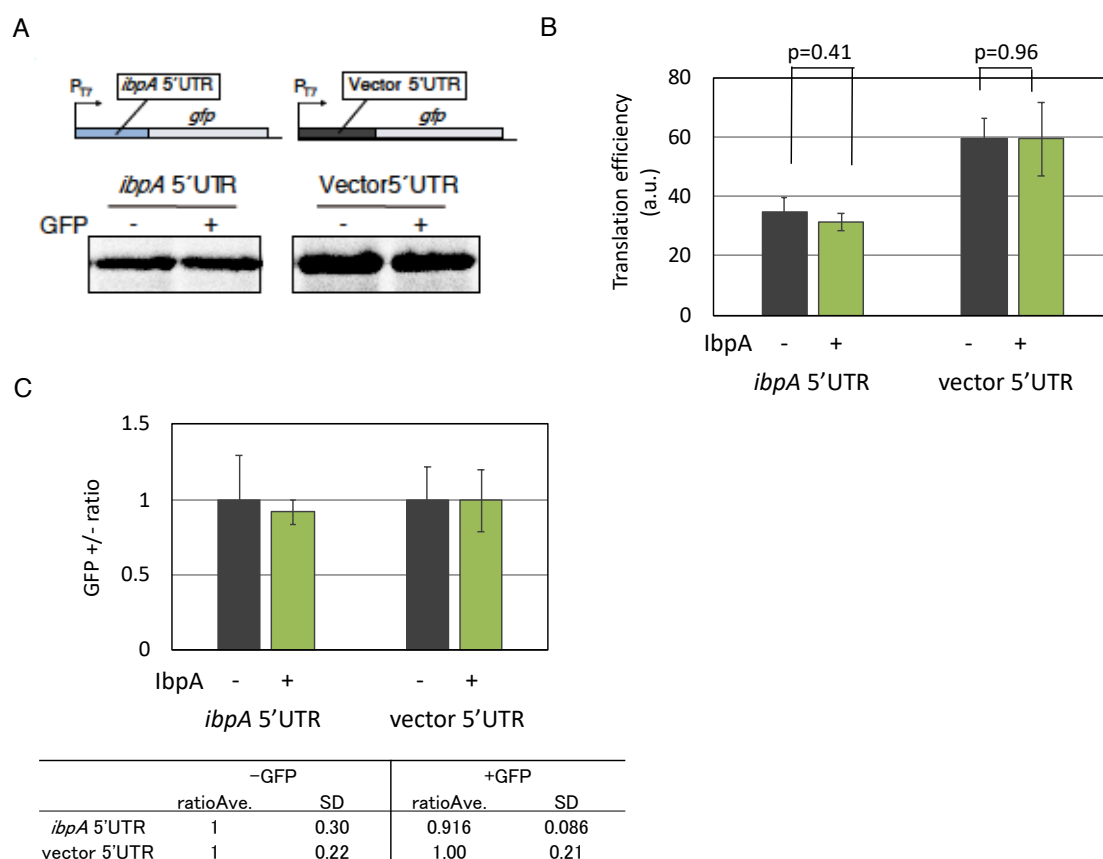 A
P_T7
ibpA 5'UTR
gfp
P_T7
Vector 5'UTR
gfp
ibpA 5'UTR
Vector5'UTR
GFP - + - +
B
p=0.41 p=0.96
80
60
40
20
0
Translation efficiency
(a.u.)
IbpA - + - +
ibpA 5'UTR vector 5'UTR
C
1.5
1
0.5
0
GFP +/- ratio
IbpA - + - +
ibpA 5'UTR vector 5'UTR
−GFP +GFP
ratioAve. SD ratioAve. SD
ibpA 5'UTR 1 0.30 0.916 0.086
vector 5'UTR 1 0.22 1.00 0.21